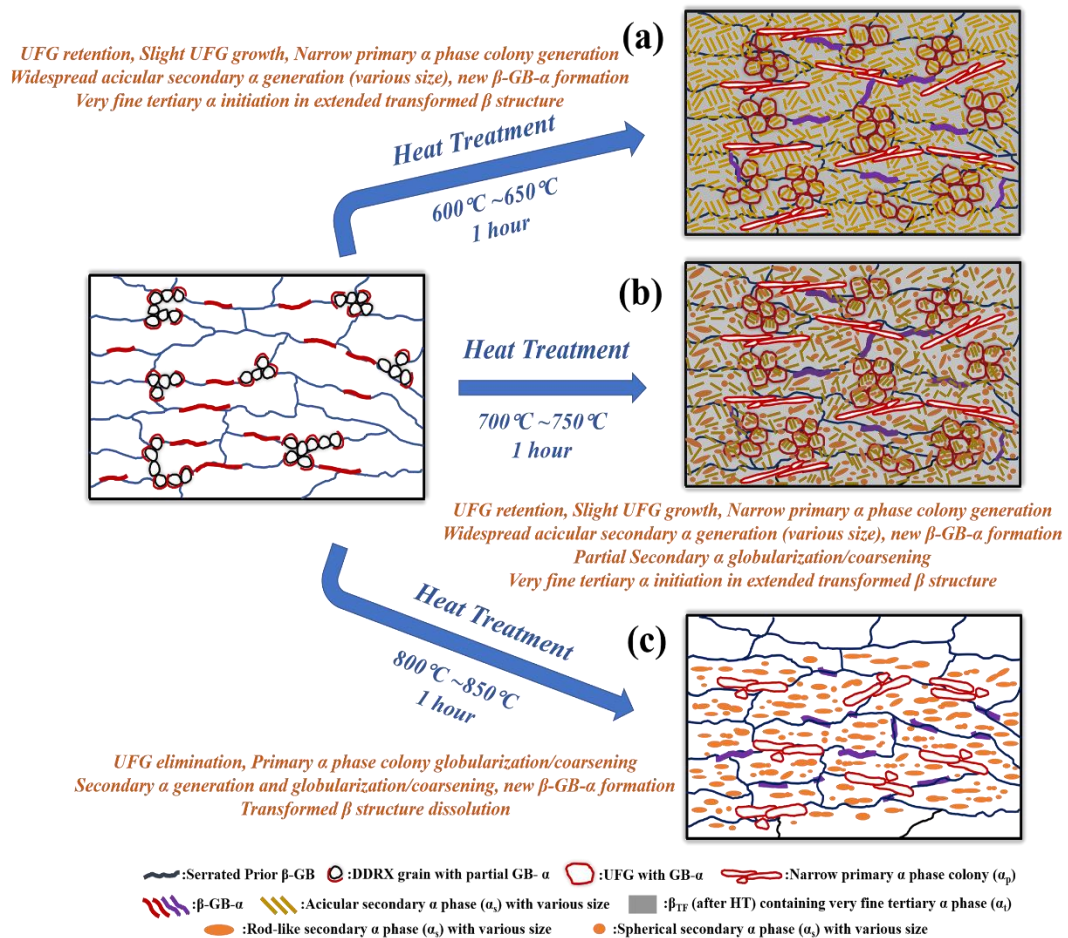 (a)
UFG retention, Slight UFG growth, Narrow primary α phase colony generation
Widespread acicular secondary α generation (various size), new β-GB-α formation
Very fine tertiary α initiation in extended transformed β structure
Heat Treatment
600℃ ~650℃
1 hour
(b)
Heat Treatment
700℃ ~750℃
1 hour
UFG retention, Slight UFG growth, Narrow primary α phase colony generation
Widespread acicular secondary α generation (various size), new β-GB-α formation
Partial Secondary α globularization/coarsening
Very fine tertiary α initiation in extended transformed β structure
(c)
Heat Treatment
800℃ ~850℃
1 hour
UFG elimination, Primary α phase colony globularization/coarsening
Secondary α generation and globularization/coarsening, new β-GB-α formation
Transformed β structure dissolution
:Serrated Prior β-GB :DDRX grain with partial GB- α :UFG with GB-α :Narrow primary α phase colony (αp)
:β-GB-α :Acicular secondary α phase (αs) with various size :βTF (after HT) containing very fine tertiary α phase (αt)
:Rod-like secondary α phase (αs) with various size :Spherical secondary α phase (αs) with various size